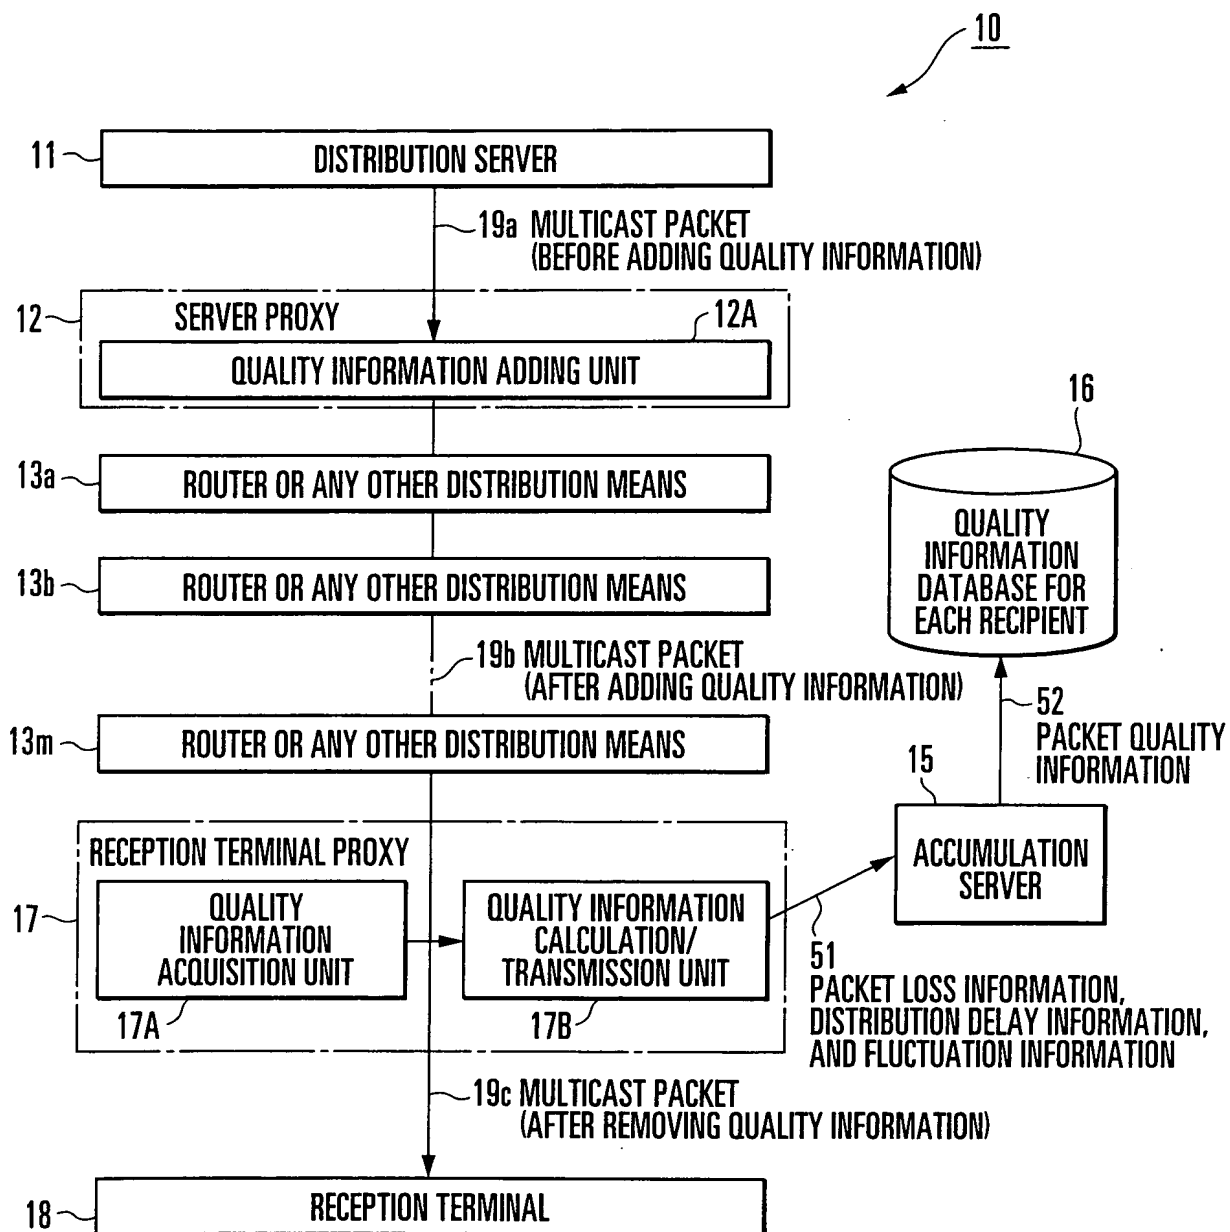 10
11
DISTRIBUTION SERVER
19a MULTICAST PACKET
(BEFORE ADDING QUALITY INFORMATION)
12
SERVER PROXY
12A
QUALITY INFORMATION ADDING UNIT
16
13a
ROUTER OR ANY OTHER DISTRIBUTION MEANS
QUALITY
INFORMATION
DATABASE FOR
EACH RECIPIENT
13b
ROUTER OR ANY OTHER DISTRIBUTION MEANS
19b MULTICAST PACKET
(AFTER ADDING QUALITY INFORMATION)
52
PACKET QUALITY
INFORMATION
13m
ROUTER OR ANY OTHER DISTRIBUTION MEANS
15
ACCUMULATION
SERVER
RECEPTION TERMINAL PROXY
17
QUALITY
INFORMATION
ACQUISITION UNIT
17A
QUALITY INFORMATION
CALCULATION/
TRANSMISSION UNIT
17B
51
PACKET LOSS INFORMATION,
DISTRIBUTION DELAY INFORMATION,
AND FLUCTUATION INFORMATION
19c MULTICAST PACKET
(AFTER REMOVING QUALITY INFORMATION)
18
RECEPTION TERMINAL